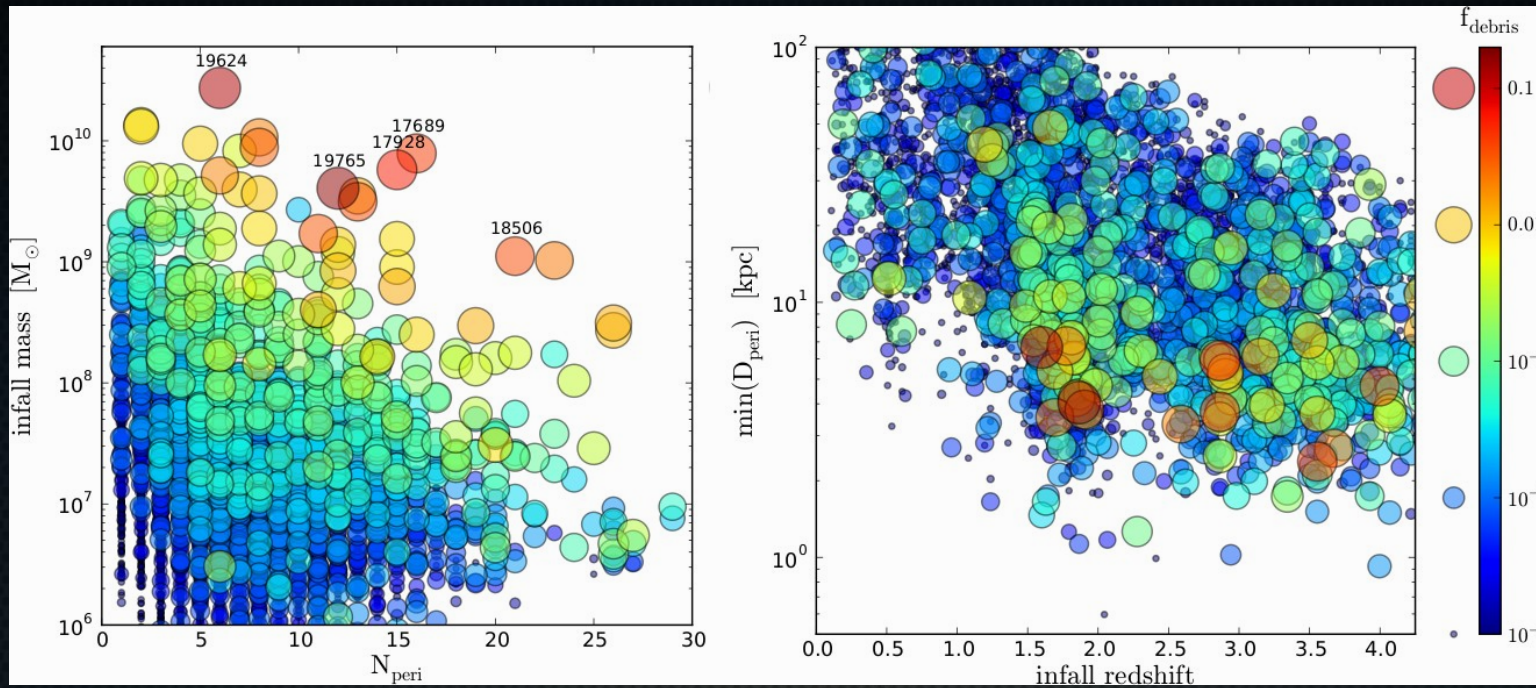 19624
17689
17928
19765
18506
10^10
10^9
10^8
10^7
10^6
infall mass [M_⊙]
0 5 10 15 20 25 30
N_peri
10^2
10^1
10^0
min(D_peri) [kpc]
0.0 0.5 1.0 1.5 2.0 2.5 3.0 3.5 4.0
infall redshift
f_debris
0.1
0.0